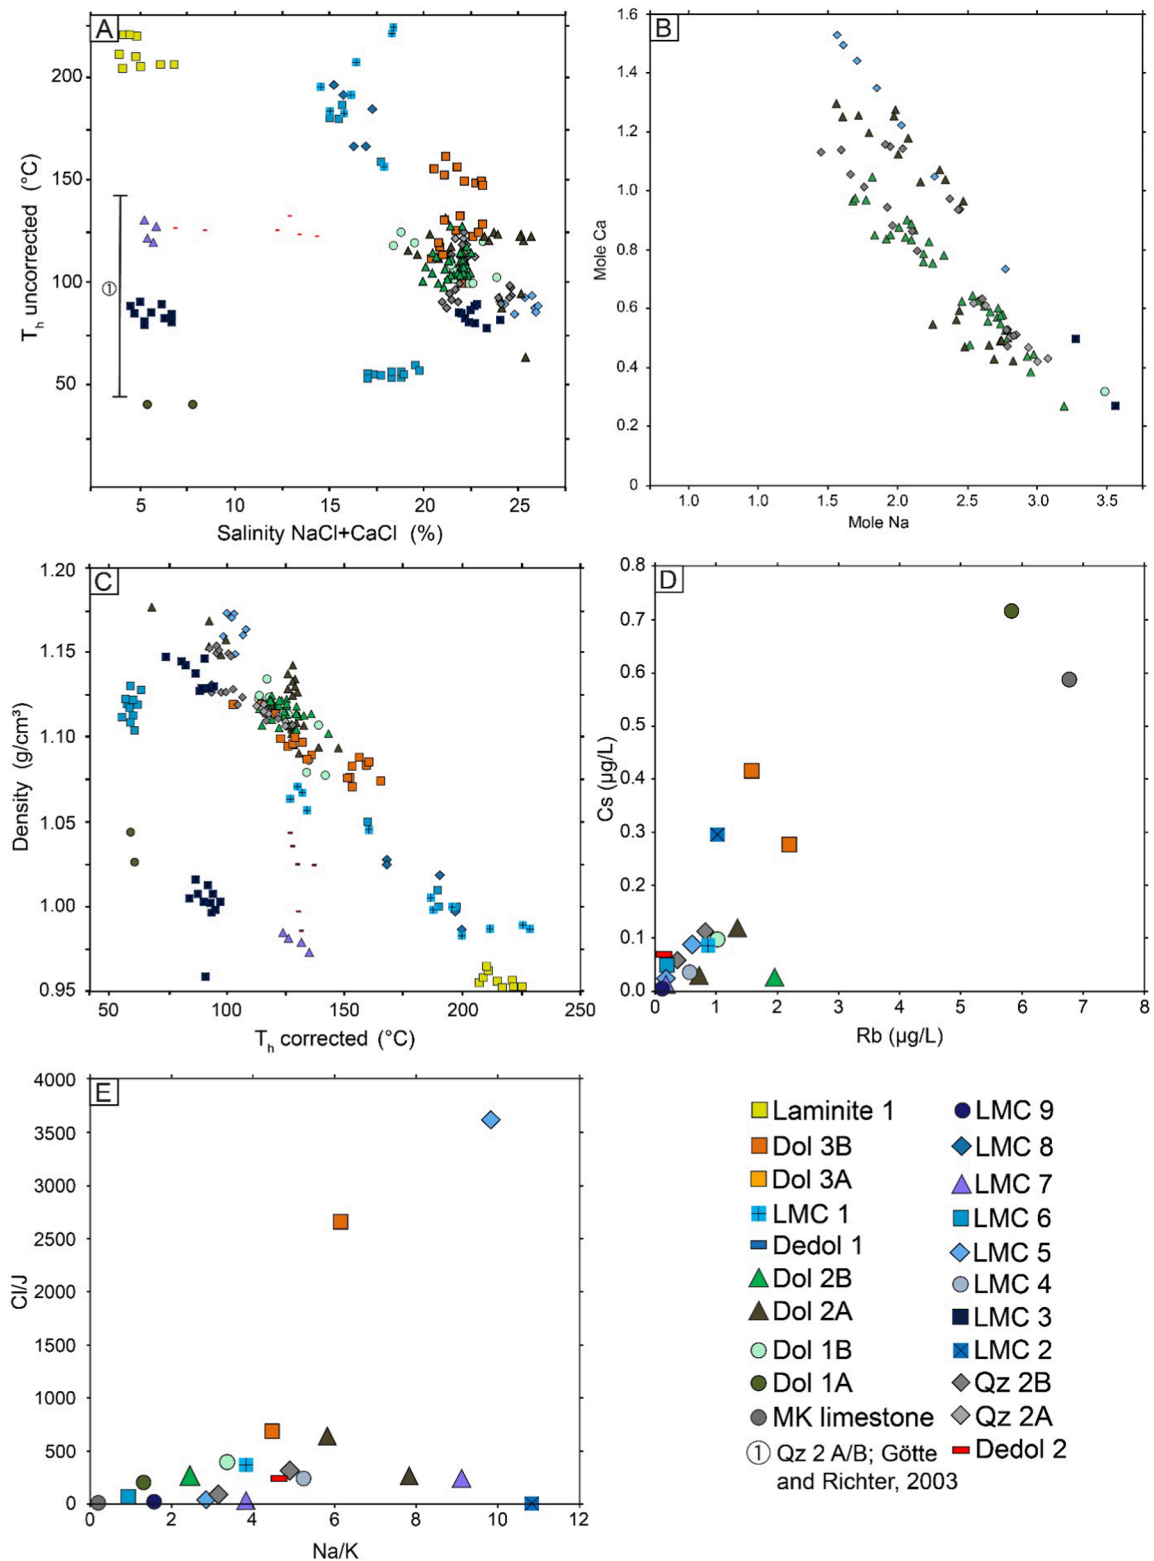 A
200
150
100
50
Th uncorrected (°C)
1
5
10
15
20
25
Salinity NaCl+CaCl (%)
B
1.6
1.4
1.2
1.0
0.8
0.6
0.4
0.2
0
Mole Ca
1.0
1.0
1.5
2.0
2.5
3.0
3.5
Mole Na
C
1.20
1.15
1.10
1.05
1.00
0.95
Density (g/cm³)
50
100
150
200
250
Th corrected (°C)
D
0.8
0.7
0.6
0.5
0.4
0.3
0.2
0.1
0.0
Cs (µg/L)
0
1
2
3
4
5
6
7
8
Rb (µg/L)
E
4000
3500
3000
2500
2000
1500
1000
500
0
Cl/J
0
2
4
6
8
10
12
Na/K
Laminite 1
Dol 3B
Dol 3A
LMC 1
Dedol 1
Dol 2B
Dol 2A
Dol 1B
Dol 1A
MK limestone
1 Qz 2 A/B; Götte
and Richter, 2003
LMC 9
LMC 8
LMC 7
LMC 6
LMC 5
LMC 4
LMC 3
LMC 2
Qz 2B
Qz 2A
Dedol 2